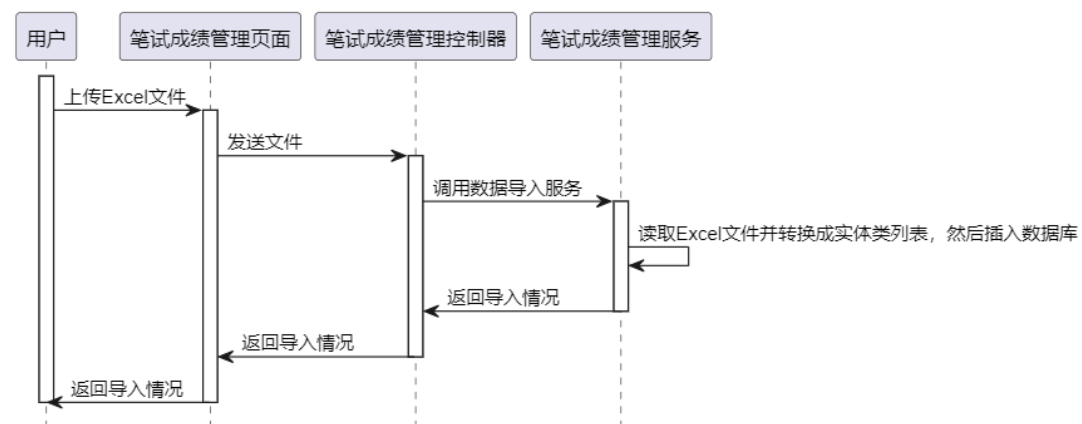 用户
笔试成绩管理页面
笔试成绩管理控制器
笔试成绩管理服务
上传Excel文件
发送文件
调用数据导入服务
读取Excel文件并转换成实体类列表，然后插入数据库
返回导入情况
返回导入情况
返回导入情况